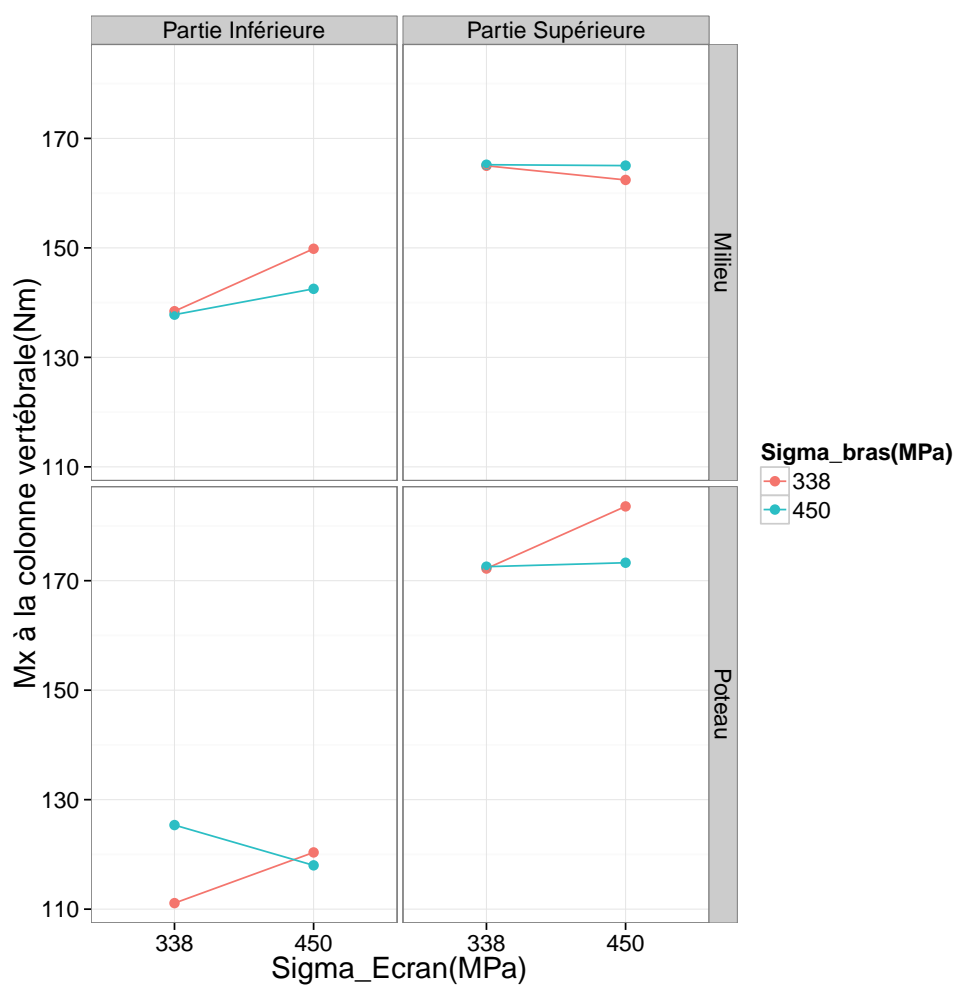 Partie Inférieure
Partie Supérieure
170
150
130
110
Milieu
170
150
130
110
Poteau
Mx à la colonne vertébrale(Nm)
338
450
338
450
Sigma_Ecran(MPa)
Sigma_bras(MPa)
338
450